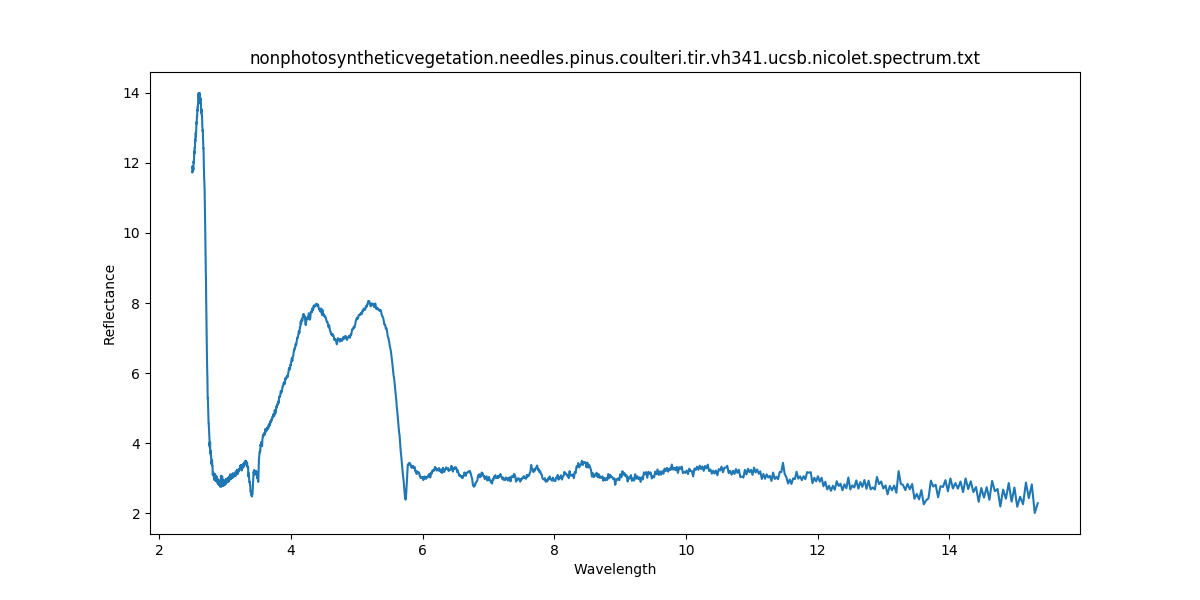 nonphotosyntheticvegetation.needles.pinus.coulteri.tir.vh341.ucsb.nicolet.spectrum.txt
14
12
10
8
6
4
2
Reflectance
2 4 6 8 10 12 14
Wavelength